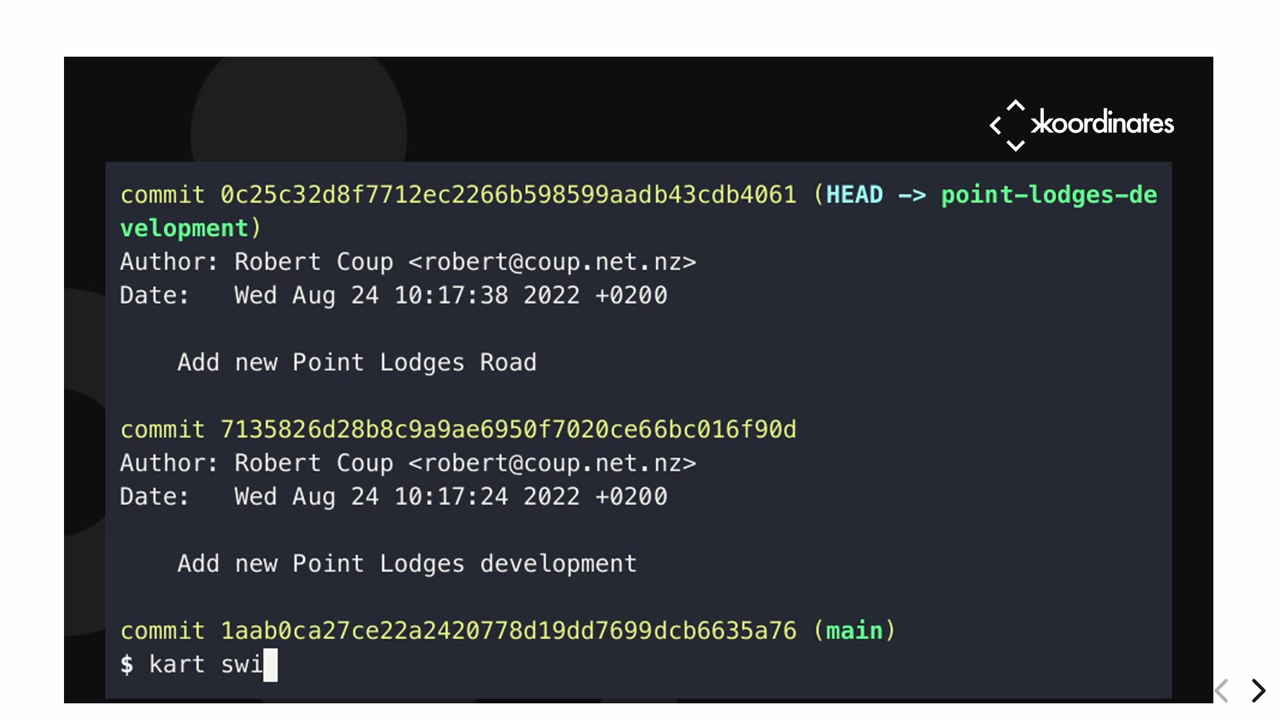 koordinates
commit 0c25c32d8f7712ec2266b598599aadb43cdb4061 (HEAD -> point-lodges-de
velopment)
Author: Robert Coup <robert@coup.net.nz>
Date:   Wed Aug 24 10:17:38 2022 +0200
Add new Point Lodges Road
commit 7135826d28b8c9a9ae6950f7020ce66bc016f90d
Author: Robert Coup <robert@coup.net.nz>
Date:   Wed Aug 24 10:17:24 2022 +0200
Add new Point Lodges development
commit 1aab0ca27ce22a2420778d19dd7699dcb6635a76 (main)
$ kart swi